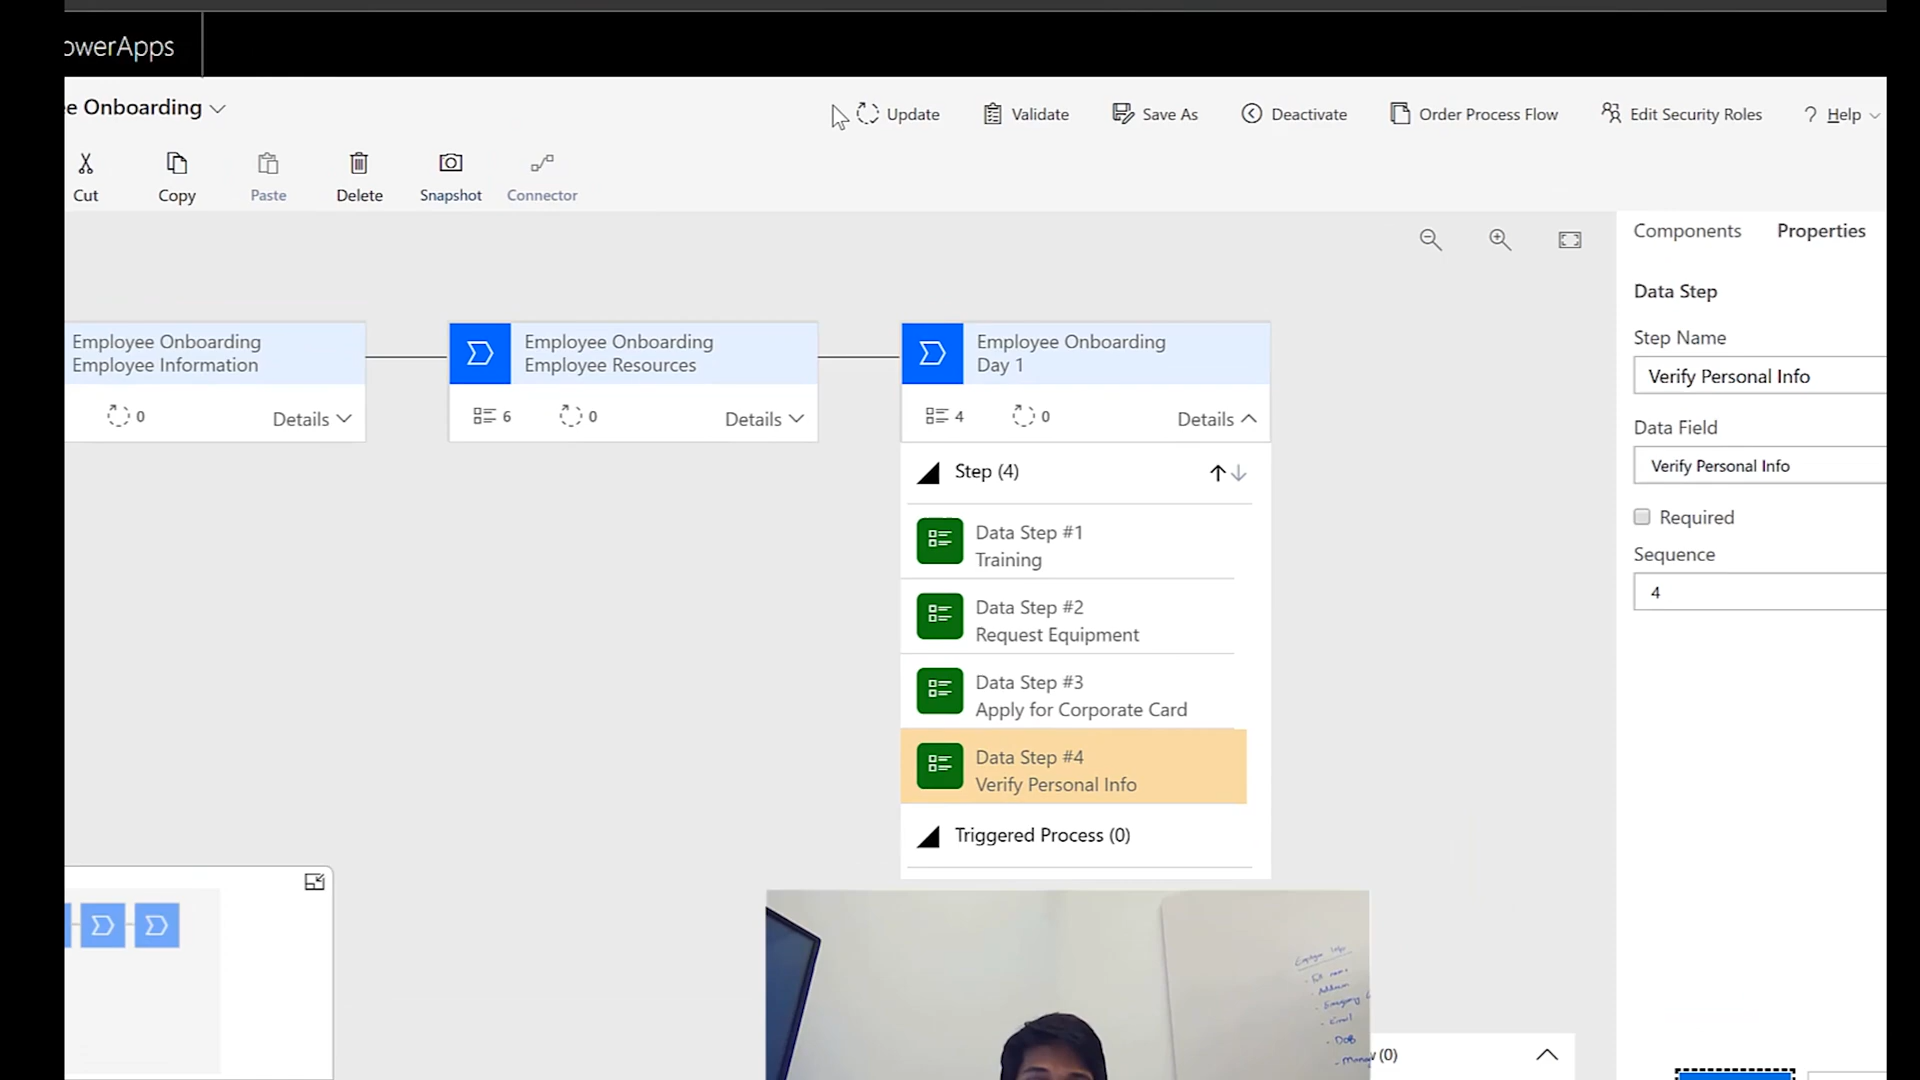 owerApps
ee Onboarding
Update
Validate
Save As
Deactivate
Order Process Flow
Edit Security Roles
? Help
Cut
Copy
Paste
Delete
Snapshot
Connector
Components
Properties
Employee Onboarding
Employee Information
0
Details
Employee Onboarding
Employee Resources
6
0
Details
Employee Onboarding
Day 1
4
0
Details
Step (4)
Data Step #1
Training
Data Step #2
Request Equipment
Data Step #3
Apply for Corporate Card
Data Step #4
Verify Personal Info
Triggered Process (0)
Data Step
Step Name
Verify Personal Info
Data Field
Verify Personal Info
Required
Sequence
4
Address
Email
DOB
(0)